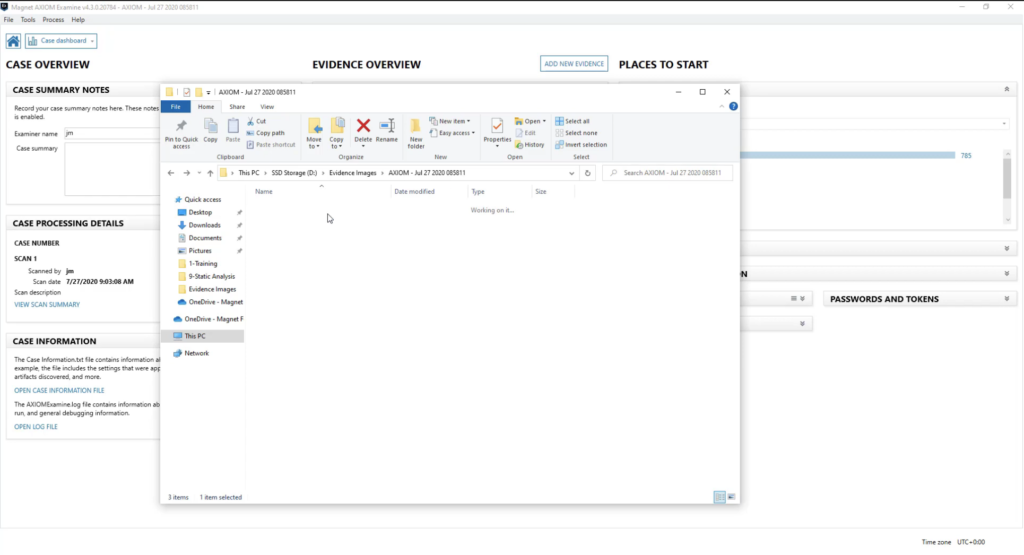 Magnet AXIOM Examine v4.3.0.20784 - AXIOM - Jul 27 2020 085811
File Tools Process Help
Case dashboard
CASE OVERVIEW
EVIDENCE OVERVIEW
ADD NEW EVIDENCE
PLACES TO START
CASE SUMMARY NOTES
Record your case summary notes here. These notes
is enabled.
Examiner name jm
Case summary
CASE PROCESSING DETAILS
CASE NUMBER
SCAN 1
Scanned by jm
Scan date 7/27/2020 9:03:08 AM
Scan description
VIEW SCAN SUMMARY
CASE INFORMATION
The Case Information.txt file contains information
example, the file includes the settings that were
artifacts discovered, and more.
OPEN CASE INFORMATION FILE
The AXIOMExamine.log file contains information
run, and general debugging information.
OPEN LOG FILE
AXIOM - Jul 27 2020 085811
File Home Share View
Pin to Quick access
Copy
Paste
Cut
Copy path
Paste shortcut
Clipboard
Move to
Copy to
Delete
Rename
Organize
New folder
New item
Easy access
New
Properties
Open
Edit
History
Open
Select all
Select none
Invert selection
Select
This PC > SSD Storage (D:) > Evidence Images > AXIOM - Jul 27 2020 085811
Search AXIOM - Jul 27 2020 085811
Name Date modified Type Size
Working on it...
Quick access
Desktop
Downloads
Documents
Pictures
1-Training
9-Static Analysis
Evidence Images
OneDrive - Magnet
OneDrive - Magnet F
This PC
Network
3 items 1 item selected
785
PASSWORDS AND TOKENS
Time zone UTC+0:00